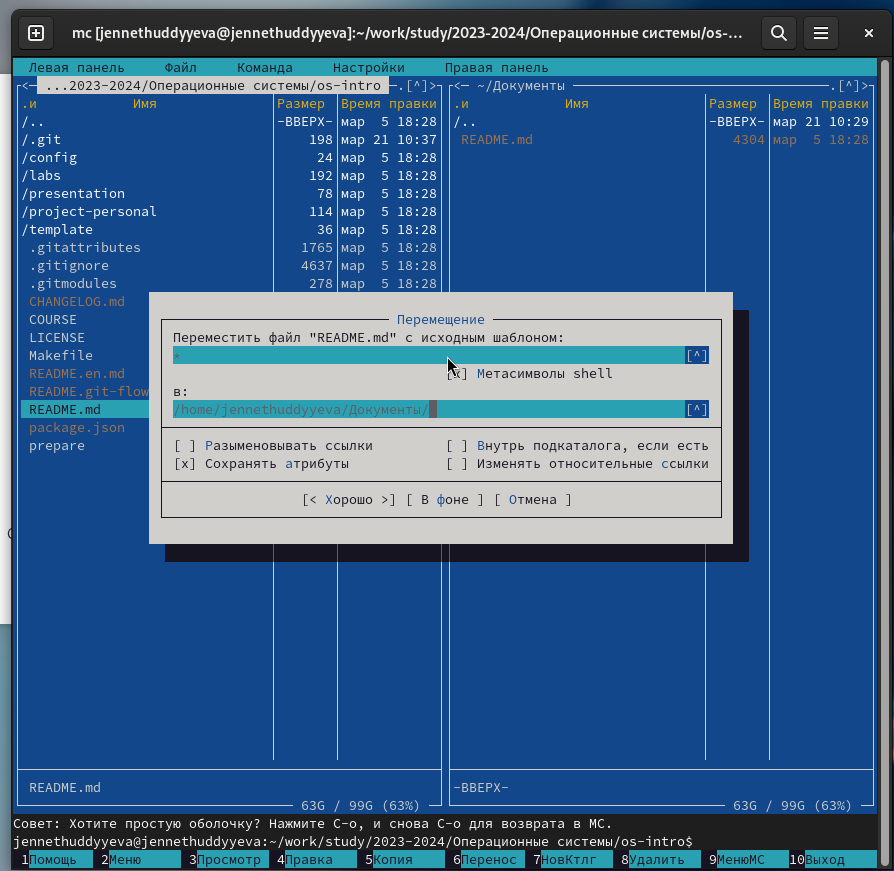 mc [jennethuddyyeva@jennethuddyyeva]:~/work/study/2023-2024/Операционные системы/os-…
Левая панель Файл Команда Настройки Правая панель
<─ ...2023-2024/Операционные системы/os-intro ─.[^]> <─ ~/Документы ─.[^]>
.и Имя Размер Время правки .и Имя Размер Время правки
/.. -ВВЕРХ- мар 5 18:28 /.. -ВВЕРХ- мар 21 10:29
/.git 198 мар 21 10:37 README.md 4304 мар 5 18:28
/config 24 мар 5 18:28
/labs 192 мар 5 18:28
/presentation 78 мар 5 18:28
/project-personal 114 мар 5 18:28
/template 36 мар 5 18:28
.gitattributes 1765 мар 5 18:28
.gitignore 4637 мар 5 18:28
.gitmodules 278 мар 5 18:28
CHANGELOG.md
COURSE
LICENSE
Makefile
README.en.md
README.git-flow
README.md
package.json
prepare
Перемещение
Переместить файл "README.md" с исходным шаблоном:
* [^]
[x] Метасимволы shell
в:
/home/jennethuddyyeva/Документы/ [^]
[ ] Разыменовывать ссылки [ ] Внутрь подкаталога, если есть
[x] Сохранять атрибуты [ ] Изменять относительные ссылки
[< Хорошо >] [ В фоне ] [ Отмена ]
README.md -ВВЕРХ-
63G / 99G (63%) 63G / 99G (63%)
Совет: Хотите простую оболочку? Нажмите C-o, и снова C-o для возврата в MC.
jennethuddyyeva@jennethuddyyeva:~/work/study/2023-2024/Операционные системы/os-intro$
1Помощь 2Меню 3Просмотр 4Правка 5Копия 6Перенос 7НовКтлг 8Удалить 9МенюMC 10Выход